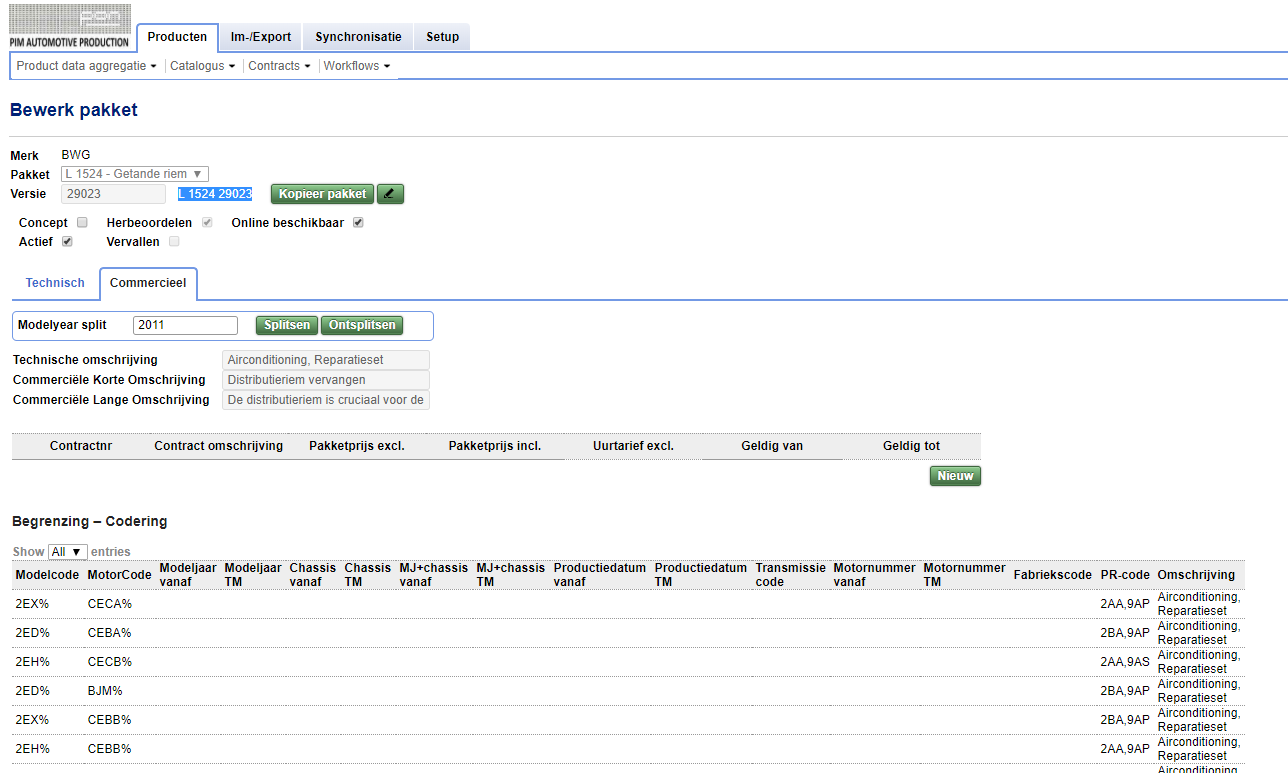 pon
PIM AUTOMOTIVE PRODUCTION
Producten Im-/Export Synchronisatie Setup
Product data aggregatie Catalogus Contracts Workflows
Bewerk pakket
Merk BWG
Pakket L 1524 - Getande riem
Versie 29023 L 1524 29023 Kopieer pakket
Concept Herbeoordelen Online beschikbaar
Actief Vervallen
Technisch Commercieel
Modelyear split 2011 Splitsen Ontsplitsen
Technische omschrijving Airconditioning, Reparatieset
Commerciële Korte Omschrijving Distributieriem vervangen
Commerciële Lange Omschrijving De distributieriem is cruciaal voor de
Contractnr Contract omschrijving Pakketprijs excl. Pakketprijs incl. Uurtarief excl. Geldig van Geldig tot
Nieuw
Begrenzing – Codering
Show All entries
Modelcode MotorCode Modeljaar vanaf Modeljaar TM Chassis vanaf Chassis TM MJ+chassis vanaf MJ+chassis TM Productiedatum vanaf Productiedatum TM Transmissie code Motornummer vanaf Motornummer TM Fabriekscode PR-code Omschrijving
2EX% CECA% 2AA,9AP Airconditioning, Reparatieset
2ED% CEBA% 2BA,9AP Airconditioning, Reparatieset
2EH% CECB% 2AA,9AS Airconditioning, Reparatieset
2ED% BJM% 2BA,9AP Airconditioning, Reparatieset
2EX% CEBB% 2BA,9AP Airconditioning, Reparatieset
2EH% CEBB% 2AA,9AP Airconditioning, Reparatieset
Airconditioning,